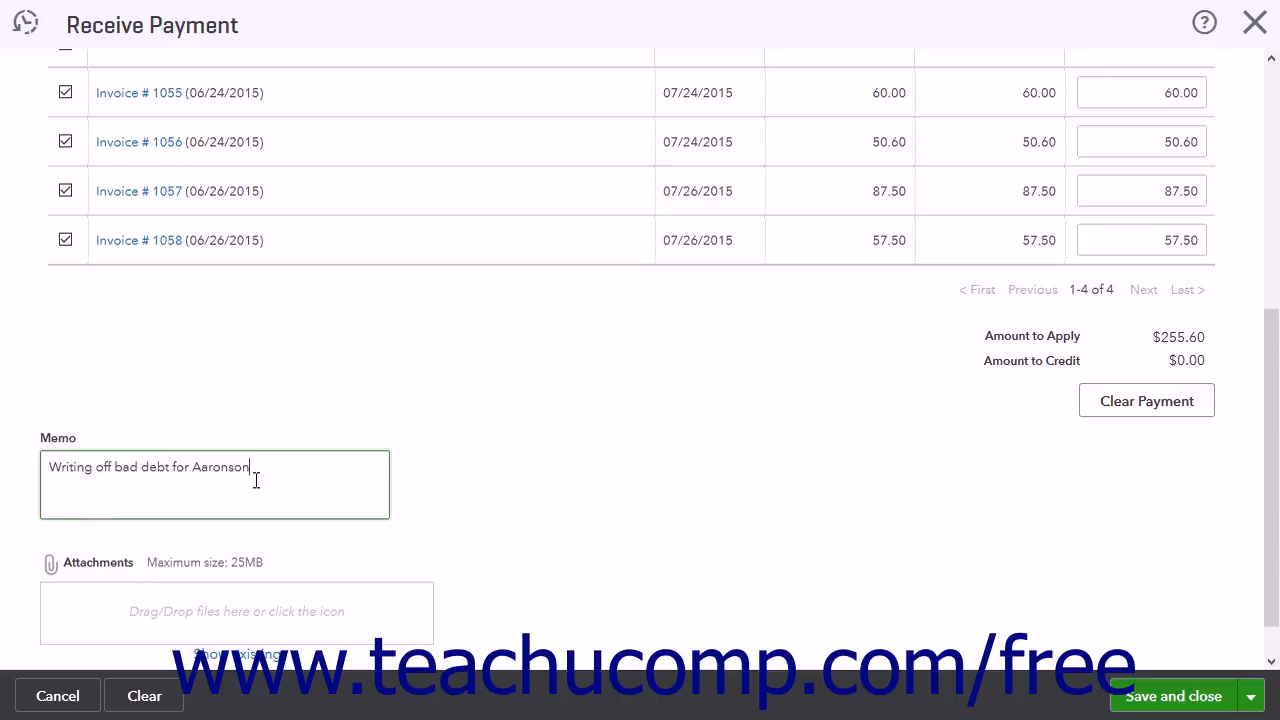 Receive Payment
Invoice # 1055 (06/24/2015) 07/24/2015 60.00 60.00 60.00
Invoice # 1056 (06/24/2015) 07/24/2015 50.60 50.60 50.60
Invoice # 1057 (06/26/2015) 07/26/2015 87.50 87.50 87.50
Invoice # 1058 (06/26/2015) 07/26/2015 57.50 57.50 57.50
< First Previous 1-4 of 4 Next Last >
Amount to Apply $255.60
Amount to Credit $0.00
Clear Payment
Memo
Writing off bad debt for Aaronson
Attachments Maximum size: 25MB
Drag/Drop files here or click the icon
Show existing
www.teachucomp.com/free
Cancel Clear Save and close